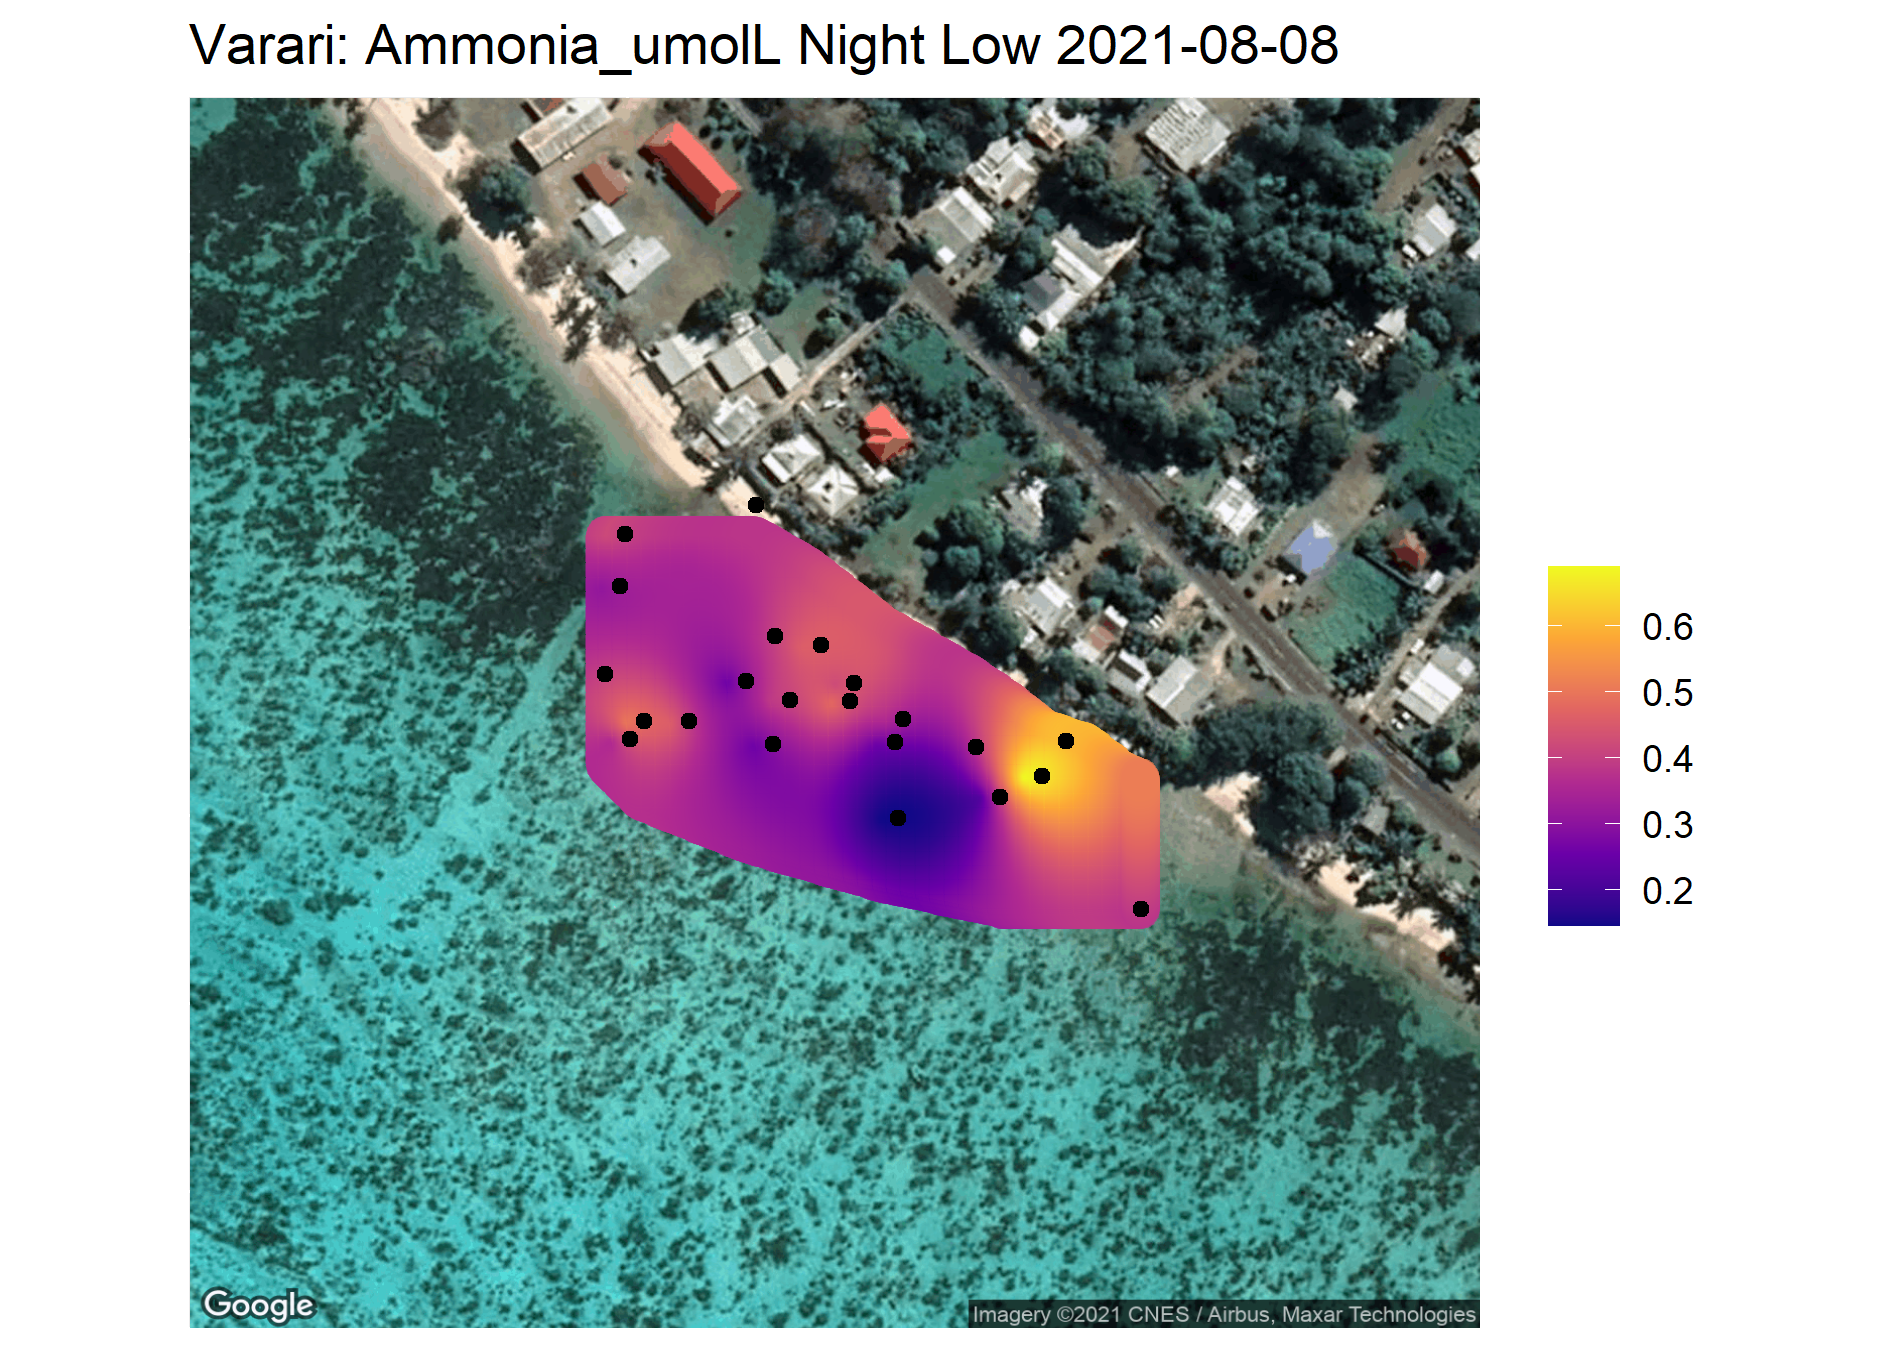 Varari: Ammonia_umolL Night Low 2021-08-08
0.6
0.5
0.4
0.3
0.2
Google
Imagery ©2021 CNES / Airbus, Maxar Technologies